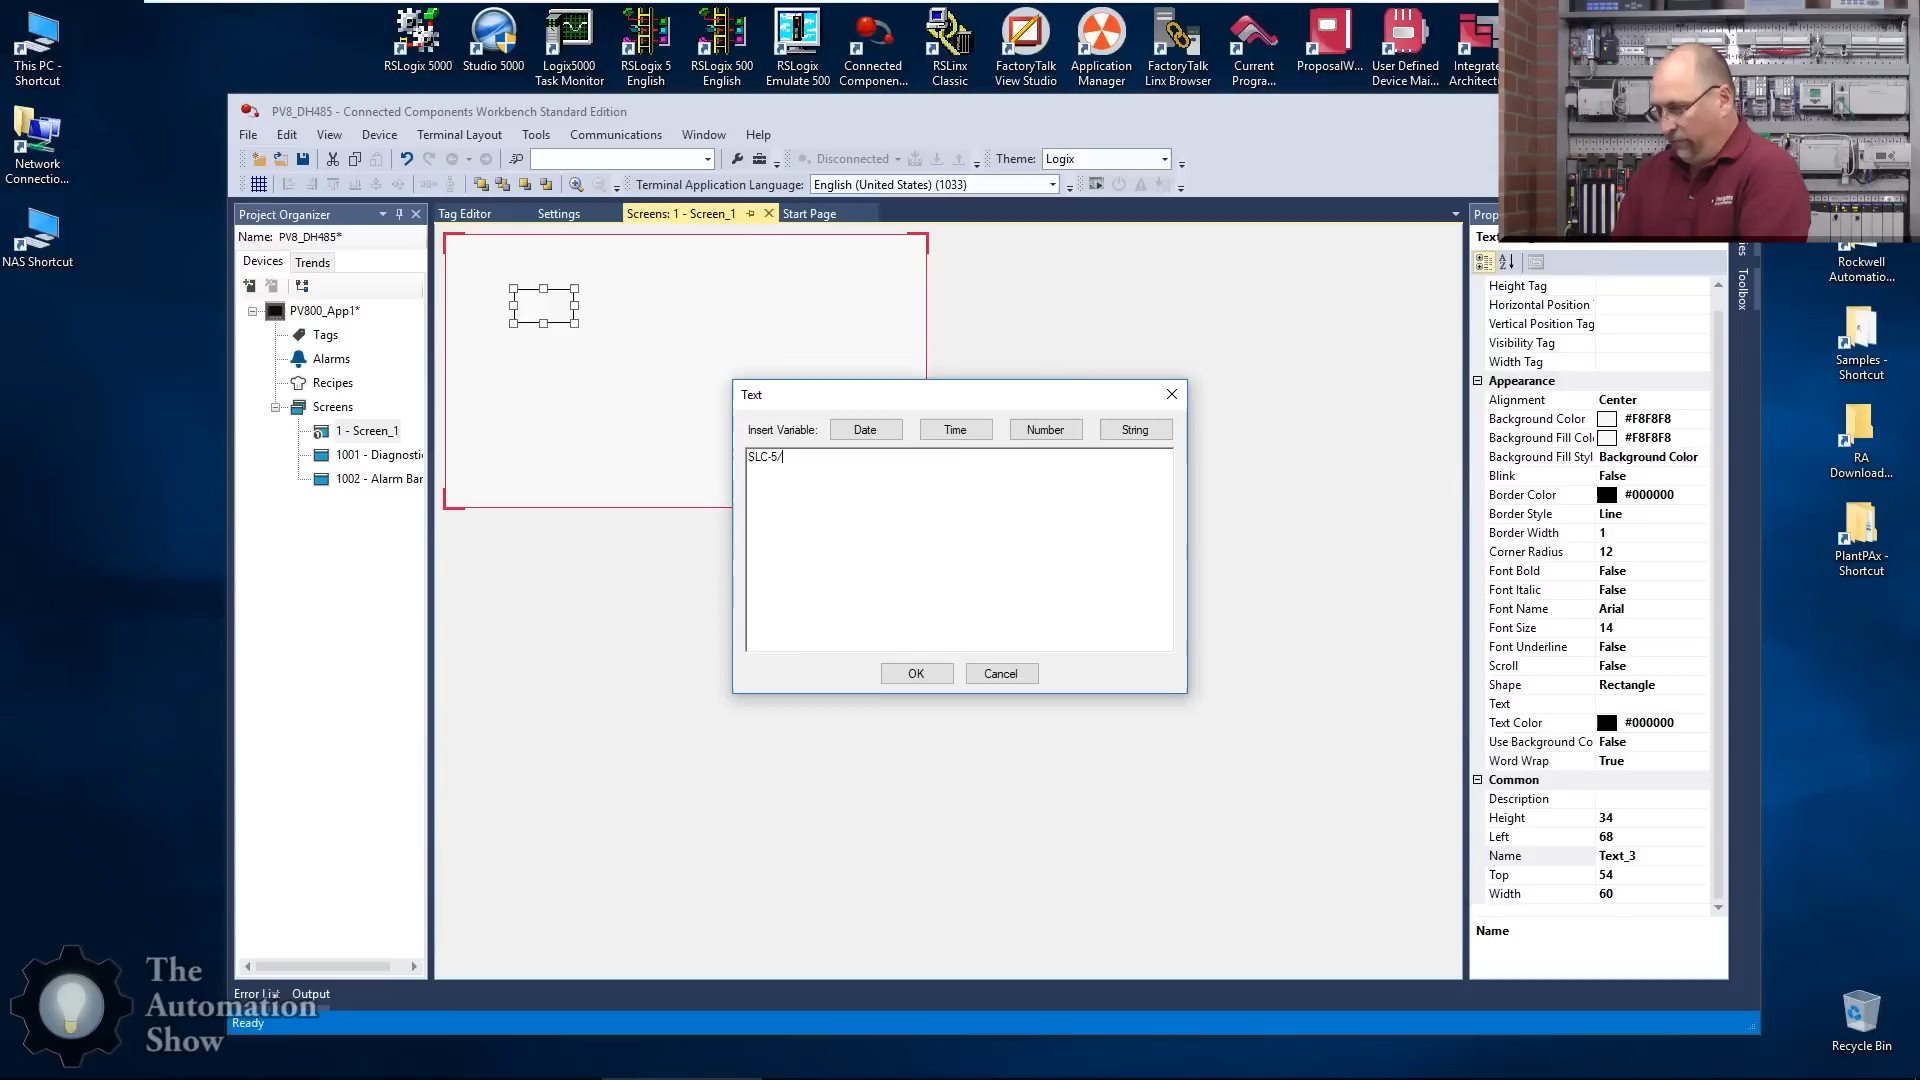 This PC -
Shortcut
Network
Connectio...
NAS Shortcut
RSLogix 5000
Studio 5000
Logix5000
Task Monitor
RSLogix 5
English
RSLogix 500
English
RSLogix
Emulate 500
Connected
Componen...
RSLinx
Classic
FactoryTalk
View Studio
Application
Manager
FactoryTalk
Linx Browser
Current
Progra...
ProposalW...
User Defined
Device Mai...
Integrate
Architect
PV8_DH485 - Connected Components Workbench Standard Edition
File Edit View Device Terminal Layout Tools Communications Window Help
Disconnected Theme: Logix
Terminal Application Language: English (United States) (1033)
Project Organizer
Name: PV8_DH485*
Devices Trends
PV800_App1*
Tags
Alarms
Recipes
Screens
1 - Screen_1
1001 - Diagnosti
1002 - Alarm Bar
Tag Editor Settings Screens: 1 - Screen_1 Start Page
Text
Insert Variable: Date Time Number String
SLC-5/
OK Cancel
Prop
Text
Height Tag
Horizontal Position
Vertical Position Tag
Visibility Tag
Width Tag
Appearance
Alignment Center
Background Color #F8F8F8
Background Fill Colo #F8F8F8
Background Fill Styl Background Color
Blink False
Border Color #000000
Border Style Line
Border Width 1
Corner Radius 12
Font Bold False
Font Italic False
Font Name Arial
Font Size 14
Font Underline False
Scroll False
Shape Rectangle
Text
Text Color #000000
Use Background Co False
Word Wrap True
Common
Description
Height 34
Left 68
Name Text_3
Top 54
Width 60
Name
Toolbox
Rockwell
Automatio...
Samples -
Shortcut
RA
Download...
PlantPAx -
Shortcut
Recycle Bin
Error List Output
Ready
The
Automation
Show